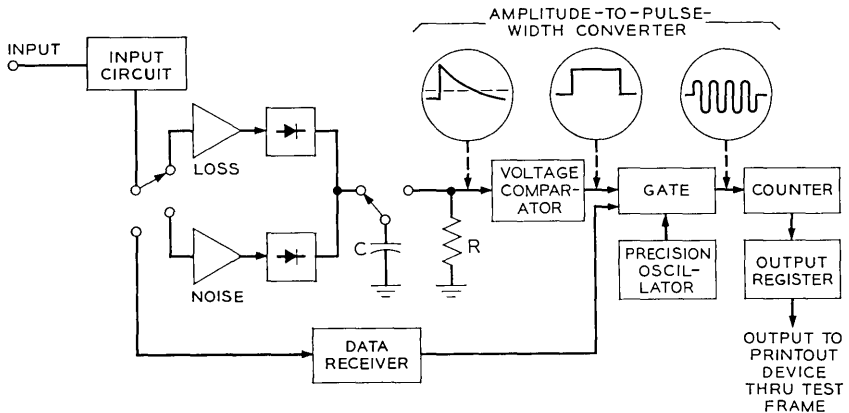 AMPLITUDE-TO-PULSE-
WIDTH CONVERTER
INPUT
INPUT
CIRCUIT
LOSS
NOISE
C
R
VOLTAGE
COMPAR-
ATOR
GATE
COUNTER
PRECISION
OSCIL-
LATOR
OUTPUT
REGISTER
DATA
RECEIVER
OUTPUT TO
PRINTOUT
DEVICE
THRU TEST
FRAME